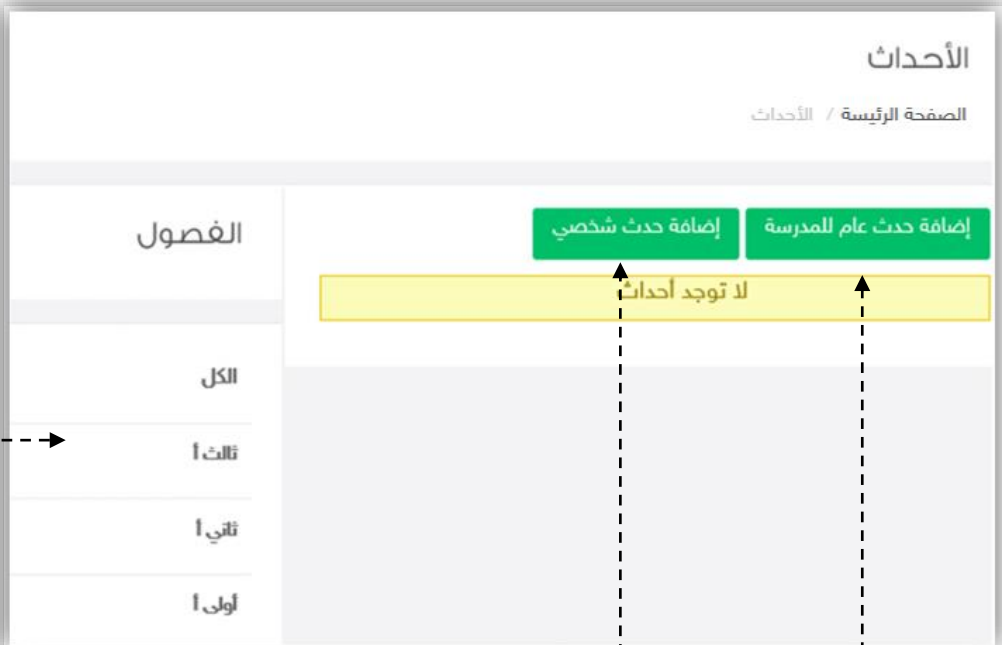 الأحداث
الصفحة الرئيسة / الأحداث
إضافة حدث عام للمدرسة
إضافة حدث شخصي
لا توجد أحداث
الفصول
الكل
ثالث أ
ثاني أ
أولى أ